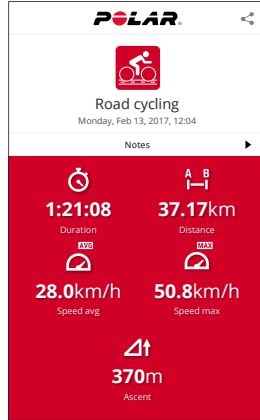 POLAR.
Road cycling
Monday, Feb 13, 2017, 12:04
Notes
A B
1:21:08 37.17km
Duration Distance
AVG MAX
28.0km/h 50.8km/h
Speed avg Speed max
370m
Ascent